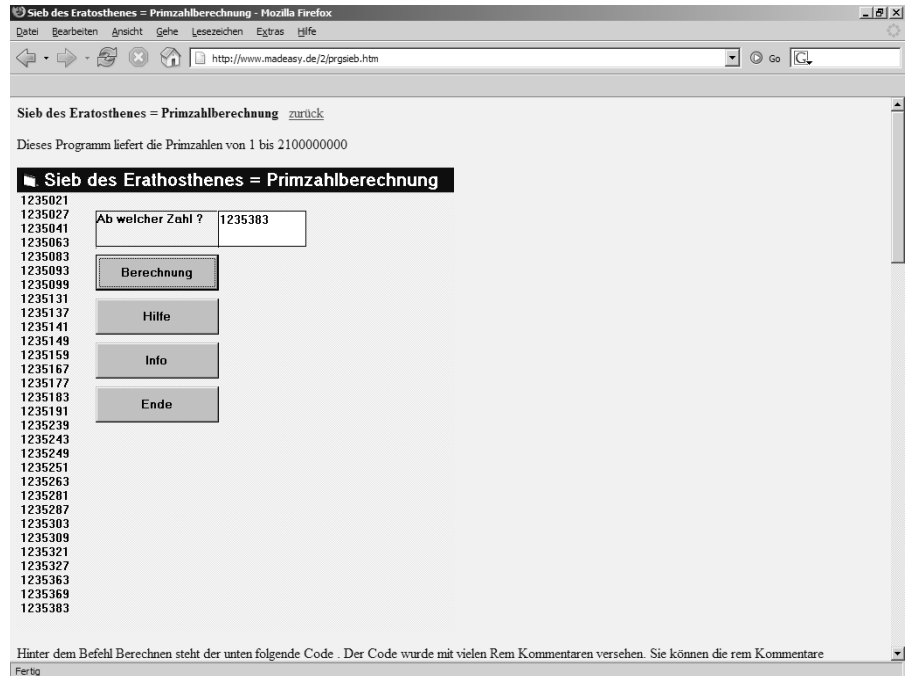 Sieb des Eratosthenes = Primzahlberechnung - Mozilla Firefox
Datei Bearbeiten Ansicht Gehe Lesezeichen Extras Hilfe
http://www.madeasy.de/2/prgsieb.htm Go G
Sieb des Eratosthenes = Primzahlberechnung zurück
Dieses Programm liefert die Primzahlen von 1 bis 2100000000
Sieb des Erathosthenes = Primzahlberechnung
1235021
1235027
1235041
1235063
1235083
1235093
1235099
1235131
1235137
1235141
1235149
1235159
1235167
1235177
1235183
1235191
1235239
1235243
1235249
1235251
1235263
1235281
1235287
1235303
1235309
1235321
1235327
1235363
1235369
1235383
Ab welcher Zahl ? 1235383
Berechnung
Hilfe
Info
Ende
Hinter dem Befehl Berechnen steht der unten folgende Code . Der Code wurde mit vielen Rem Kommentaren versehen. Sie können die rem Kommentare
Fertig